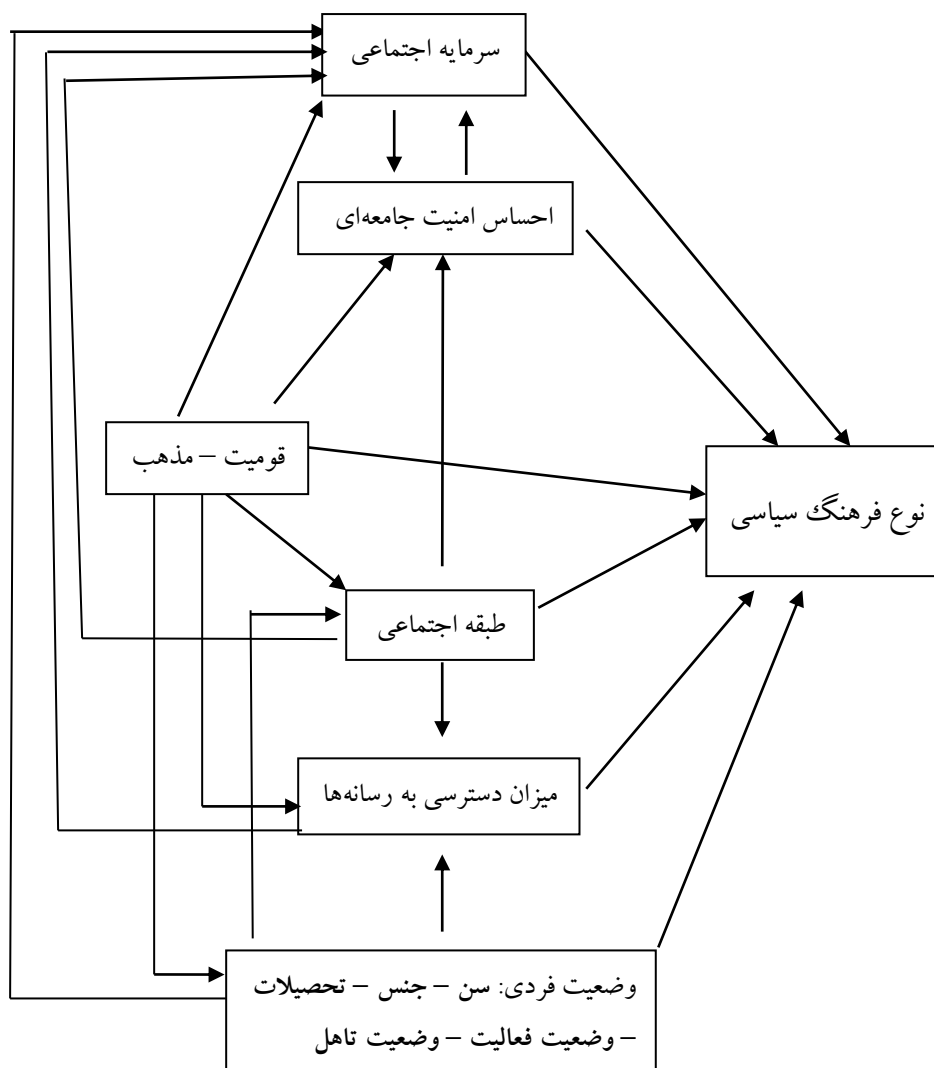 سرمایه اجتماعی
احساس امنیت جامعه‌ای
قومیت – مذهب
نوع فرهنگ سیاسی
طبقه اجتماعی
میزان دسترسی به رسانه‌ها
وضعیت فردی: سن – جنس – تحصیلات
– وضعیت فعالیت – وضعیت تاهل